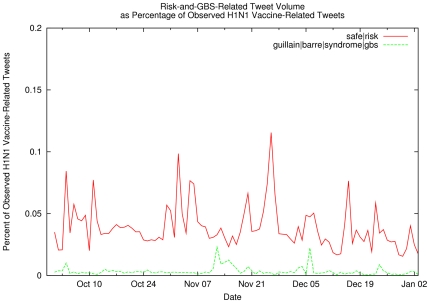 Risk-and-GBS-Related Tweet Volume
as Percentage of Observed H1N1 Vaccine-Related Tweets
safe|risk
guillain|barre|syndrome|gbs
Percent of Observed H1N1 Vaccine-Related Tweets
0.2
0.15
0.1
0.05
0
Oct 10
Oct 24
Nov 07
Nov 21
Dec 05
Dec 19
Jan 02
Date